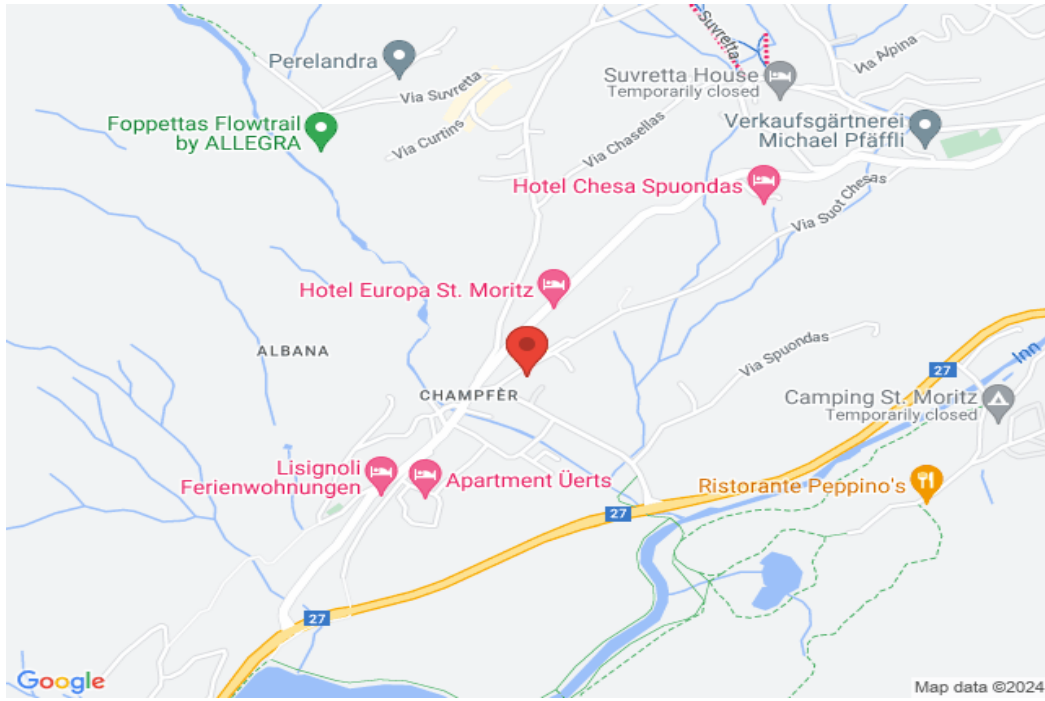 Suvretta
Via Alpina
Perelandra
Suvretta House
Temporarily closed
Via Suvretta
Foppettas Flowtrail
by ALLEGRA
Verkaufsgärtnerei
Michael Pfäffli
Via Curtins
Via Chasellas
Hotel Chesa Spuondas
Via Suot Chesas
Hotel Europa St. Moritz
ALBANA
Via Spuondas
Inn
27
CHAMPFÈR
Camping St. Moritz
Temporarily closed
Lisignoli
Ferienwohnungen
Apartment Üerts
Ristorante Peppino's
27
27
Google
Map data ©2024